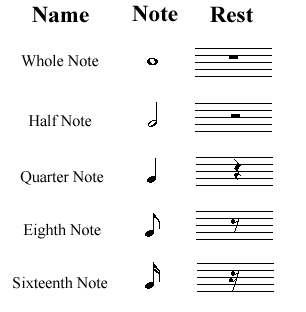 Name Note Rest
Whole Note
Half Note
Quarter Note
Eighth Note
Sixteenth Note